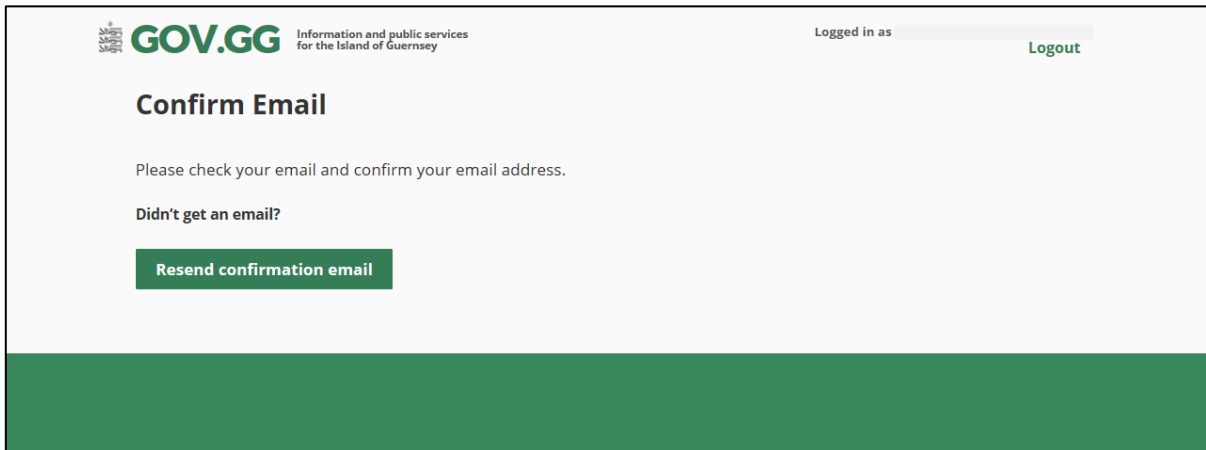 GOV.GG
Information and public services
for the Island of Guernsey
Logged in as
Logout
Confirm Email
Please check your email and confirm your email address.
Didn’t get an email?
Resend confirmation email